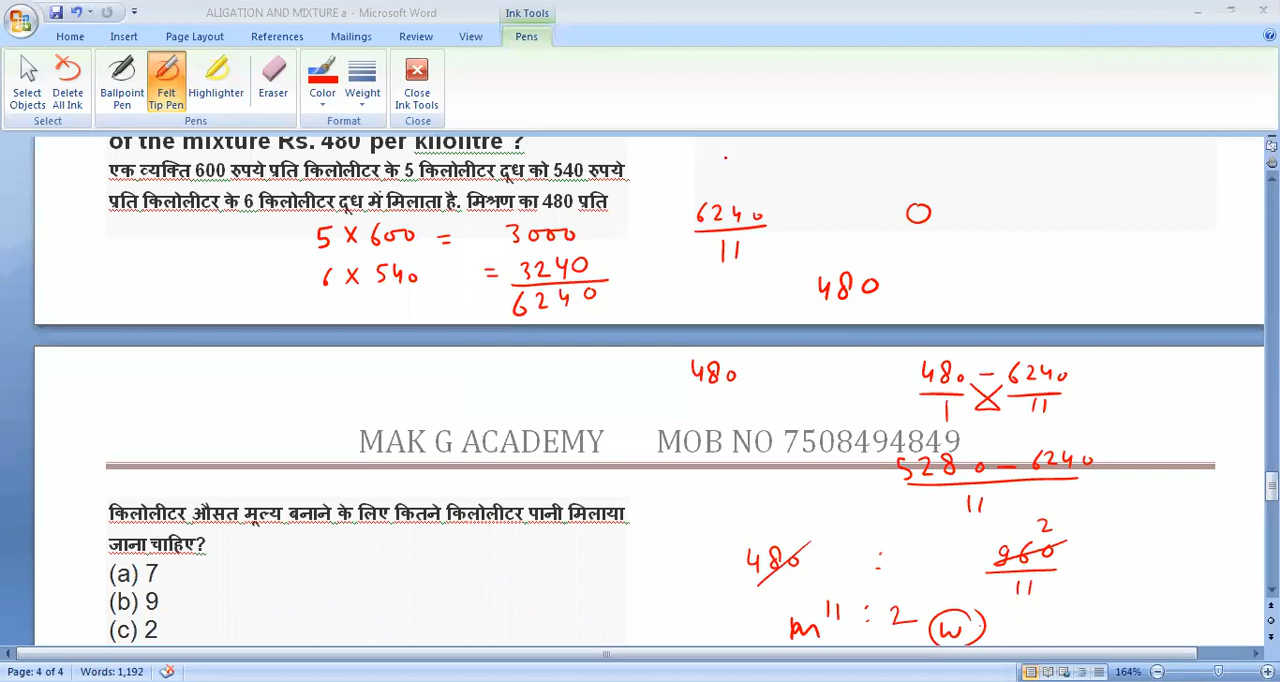 ALIGATION AND MIXTURE a - Microsoft Word
Ink Tools
Home Insert Page Layout References Mailings Review View Pens
Select Objects
Delete All Ink
Ballpoint Pen
Felt Tip Pen
Highlighter
Eraser
Color
Weight
Close Ink Tools
Select Pens Format Close
of the mixture Rs. 480 per kilolitre ?
एक व्यक्ति 600 रुपये प्रति किलोलीटर के 5 किलोलीटर दूध को 540 रुपये
प्रति किलोलीटर के 6 किलोलीटर दूध में मिलाता है. मिश्रण का 480 प्रति
5 × 600 = 3000
6 × 540 = 3240
6240
6240
11
0
480
480
480 - 6240
1 11
MAK G ACADEMY MOB NO 7508494849
5280 - 6240
11
किलोलीटर औसत मूल्य बनाने के लिए कितने किलोलीटर पानी मिलाया
जाना चाहिए?
2
480 : 960
11
m 11 : 2 w
(a) 7
(b) 9
(c) 2
Page: 4 of 4 Words: 1,192 164%